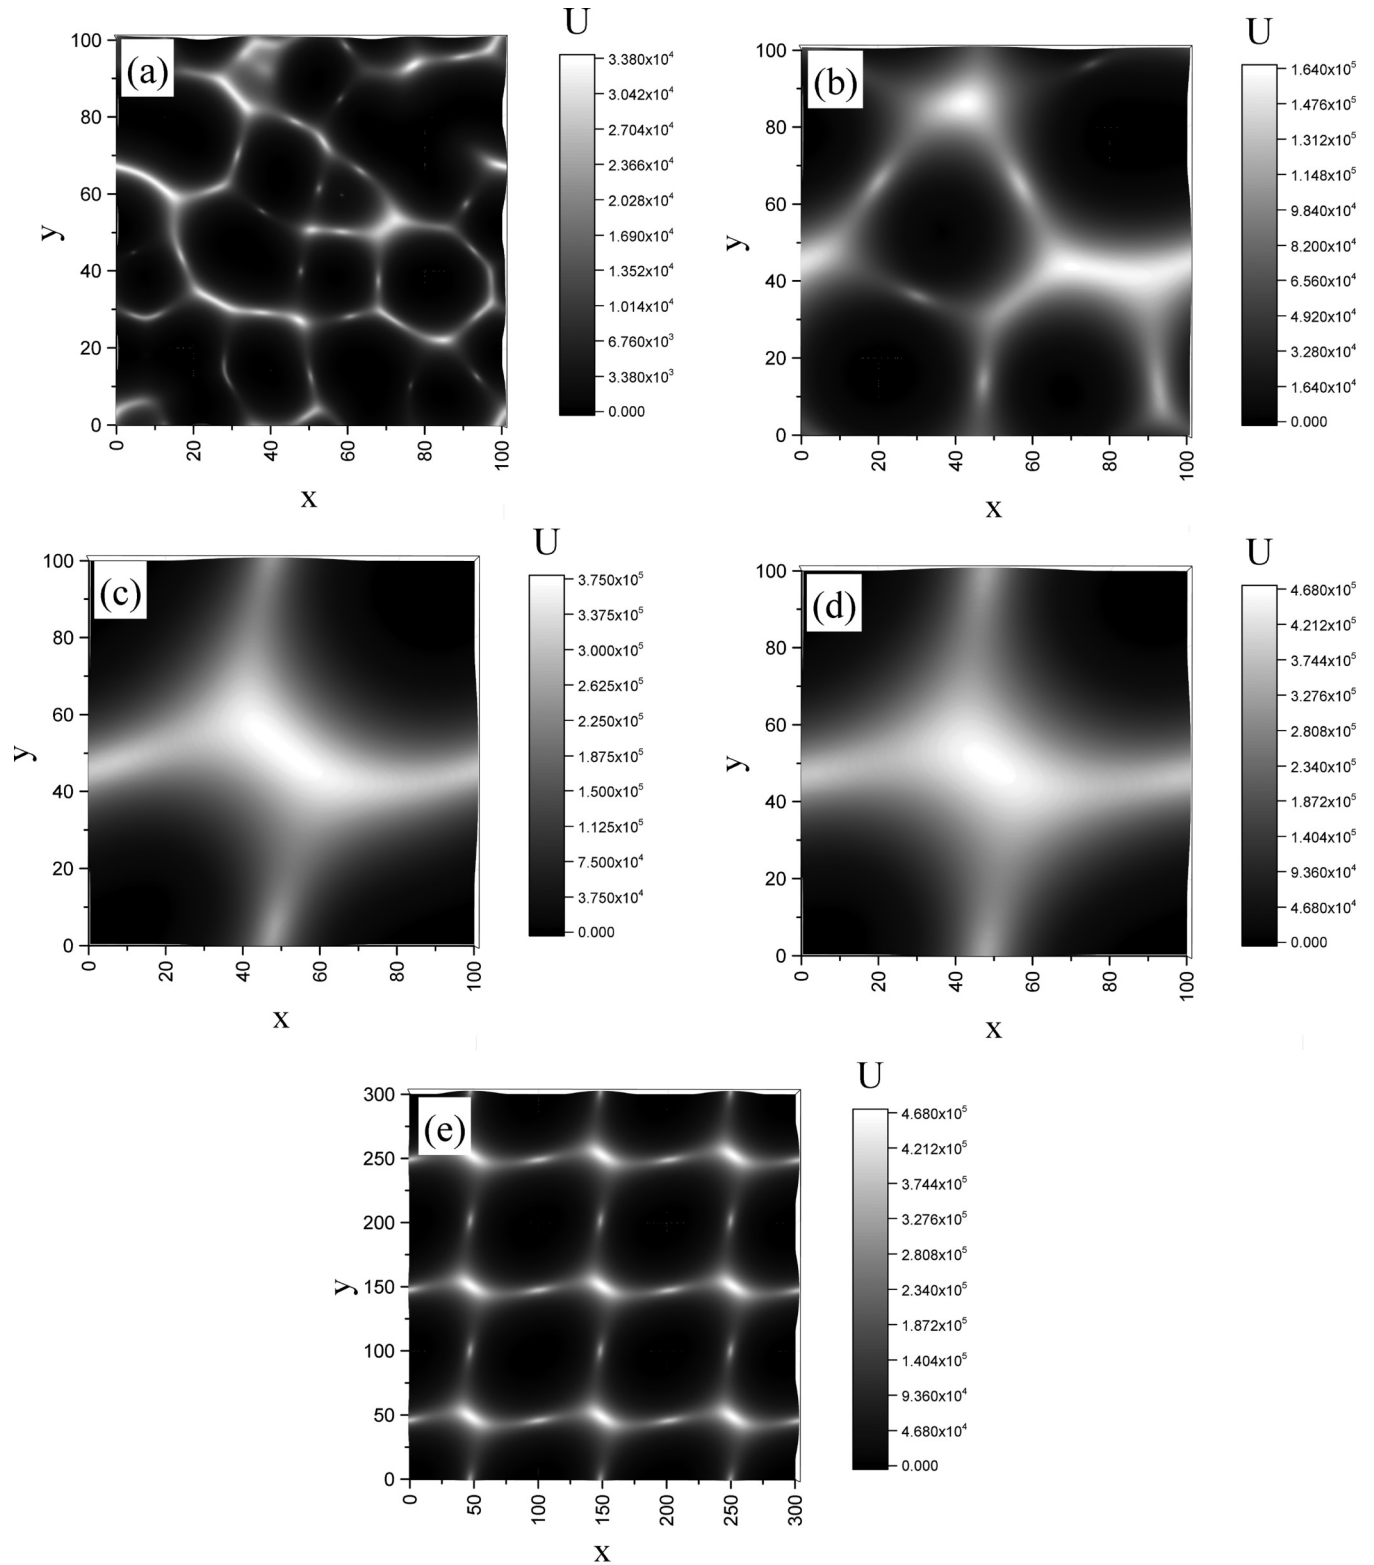 U
(a)
100
80
60
40
20
0
y
0 20 40 60 80 100
x
3.380x10⁴
3.042x10⁴
2.704x10⁴
2.366x10⁴
2.028x10⁴
1.690x10⁴
1.352x10⁴
1.014x10⁴
6.760x10³
3.380x10³
0.000
U
(b)
100
80
60
40
20
0
y
0 20 40 60 80 100
x
1.640x10⁵
1.476x10⁵
1.312x10⁵
1.148x10⁵
9.840x10⁴
8.200x10⁴
6.560x10⁴
4.920x10⁴
3.280x10⁴
1.640x10⁴
0.000
U
(c)
100
80
60
40
20
0
y
0 20 40 60 80 100
x
3.750x10⁵
3.375x10⁵
3.000x10⁵
2.625x10⁵
2.250x10⁵
1.875x10⁵
1.500x10⁵
1.125x10⁵
7.500x10⁴
3.750x10⁴
0.000
U
(d)
100
80
60
40
20
0
y
0 20 40 60 80 100
x
4.680x10⁵
4.212x10⁵
3.744x10⁵
3.276x10⁵
2.808x10⁵
2.340x10⁵
1.872x10⁵
1.404x10⁵
9.360x10⁴
4.680x10⁴
0.000
U
(e)
300
250
200
150
100
50
0
y
0 50 100 150 200 250 300
x
4.680x10⁵
4.212x10⁵
3.744x10⁵
3.276x10⁵
2.808x10⁵
2.340x10⁵
1.872x10⁵
1.404x10⁵
9.360x10⁴
4.680x10⁴
0.000